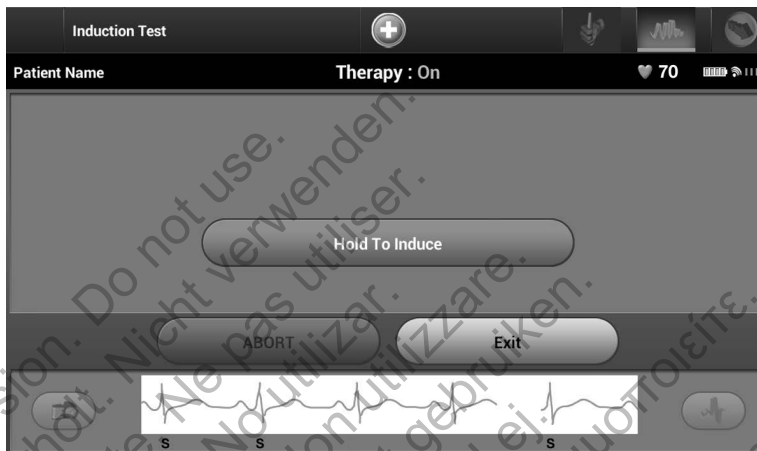 Induction Test
Patient Name
Therapy : On
70
Hold To Induce
ABORT
Exit
S S S
Do not use.
Nicht verwenden.
Ne pas utiliser.
No utilizar.
Non utilizzare.
gebruiken.
ej.